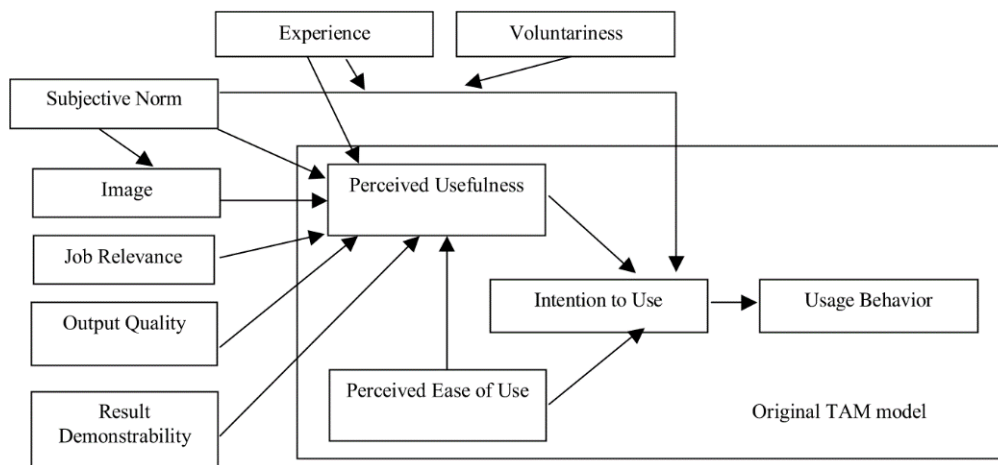 Experience
Voluntariness
Subjective Norm
Image
Perceived Usefulness
Job Relevance
Intention to Use
Usage Behavior
Output Quality
Perceived Ease of Use
Result
Demonstrability
Original TAM model